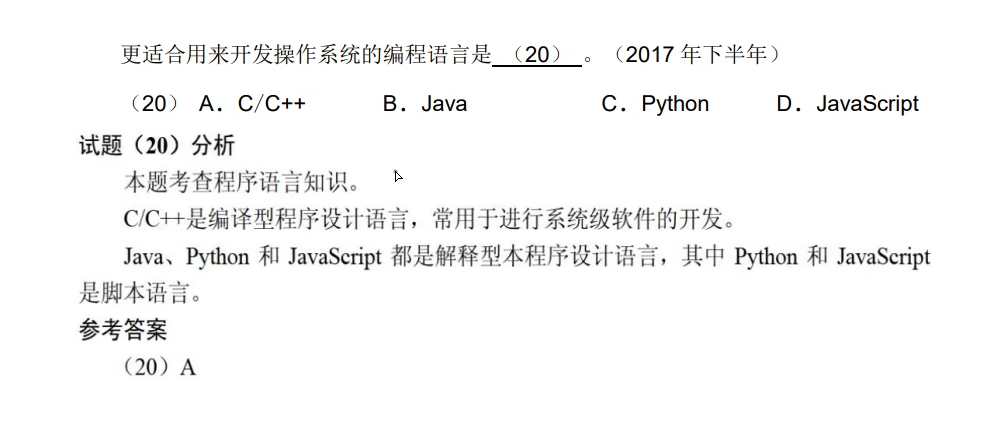 更适合用来开发操作系统的编程语言是 （20） 。（2017 年下半年）
（20） A．C/C++ B．Java C．Python D．JavaScript
试题（20）分析
本题考查程序语言知识。
C/C++是编译型程序设计语言，常用于进行系统级软件的开发。
Java、Python 和 JavaScript 都是解释型本程序设计语言，其中 Python 和 JavaScript
是脚本语言。
参考答案
（20）A